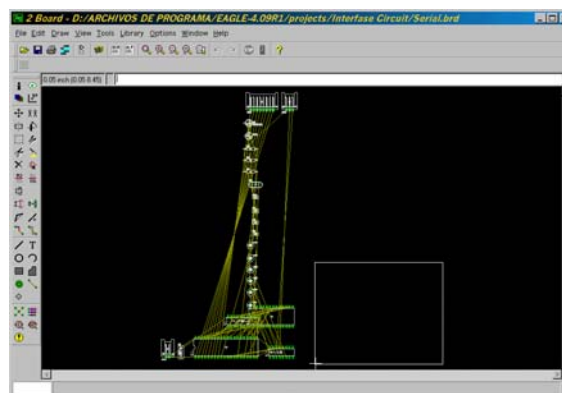 2 Board - D:/ARCHIVOS DE PROGRAMA/EAGLE-4.09R1/projects/Interfase Circuit/Serial.brd
File Edit Draw View Tools Library Options Window Help
0.05 inch (0.05 8.45)